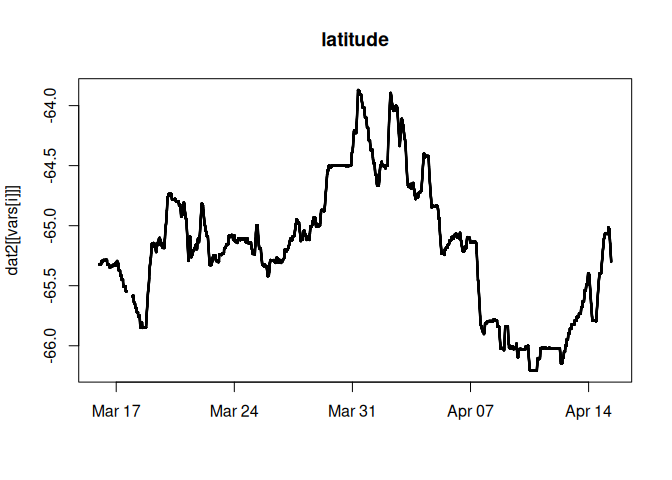 latitude
dat2[[vars[i]]]
-64.0
-64.5
-65.0
-65.5
-66.0
Mar 17
Mar 24
Mar 31
Apr 07
Apr 14